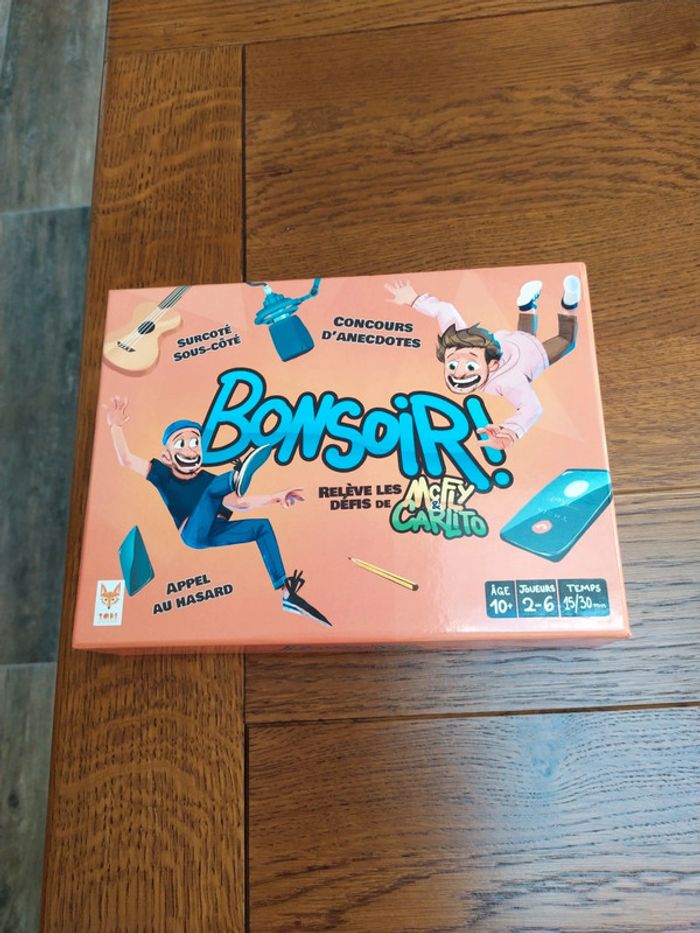 SURCOTÉ
SOUS-CÔTÉ
CONCOURS
D'ANECDOTES
BONSOIR!
RELÈVE LES
DÉFIS DE
MCFLY
&
CARLITO
APPEL
AU HASARD
TOPI
ÂGE
10+
JOUEURS
2-6
TEMPS
15/30 min